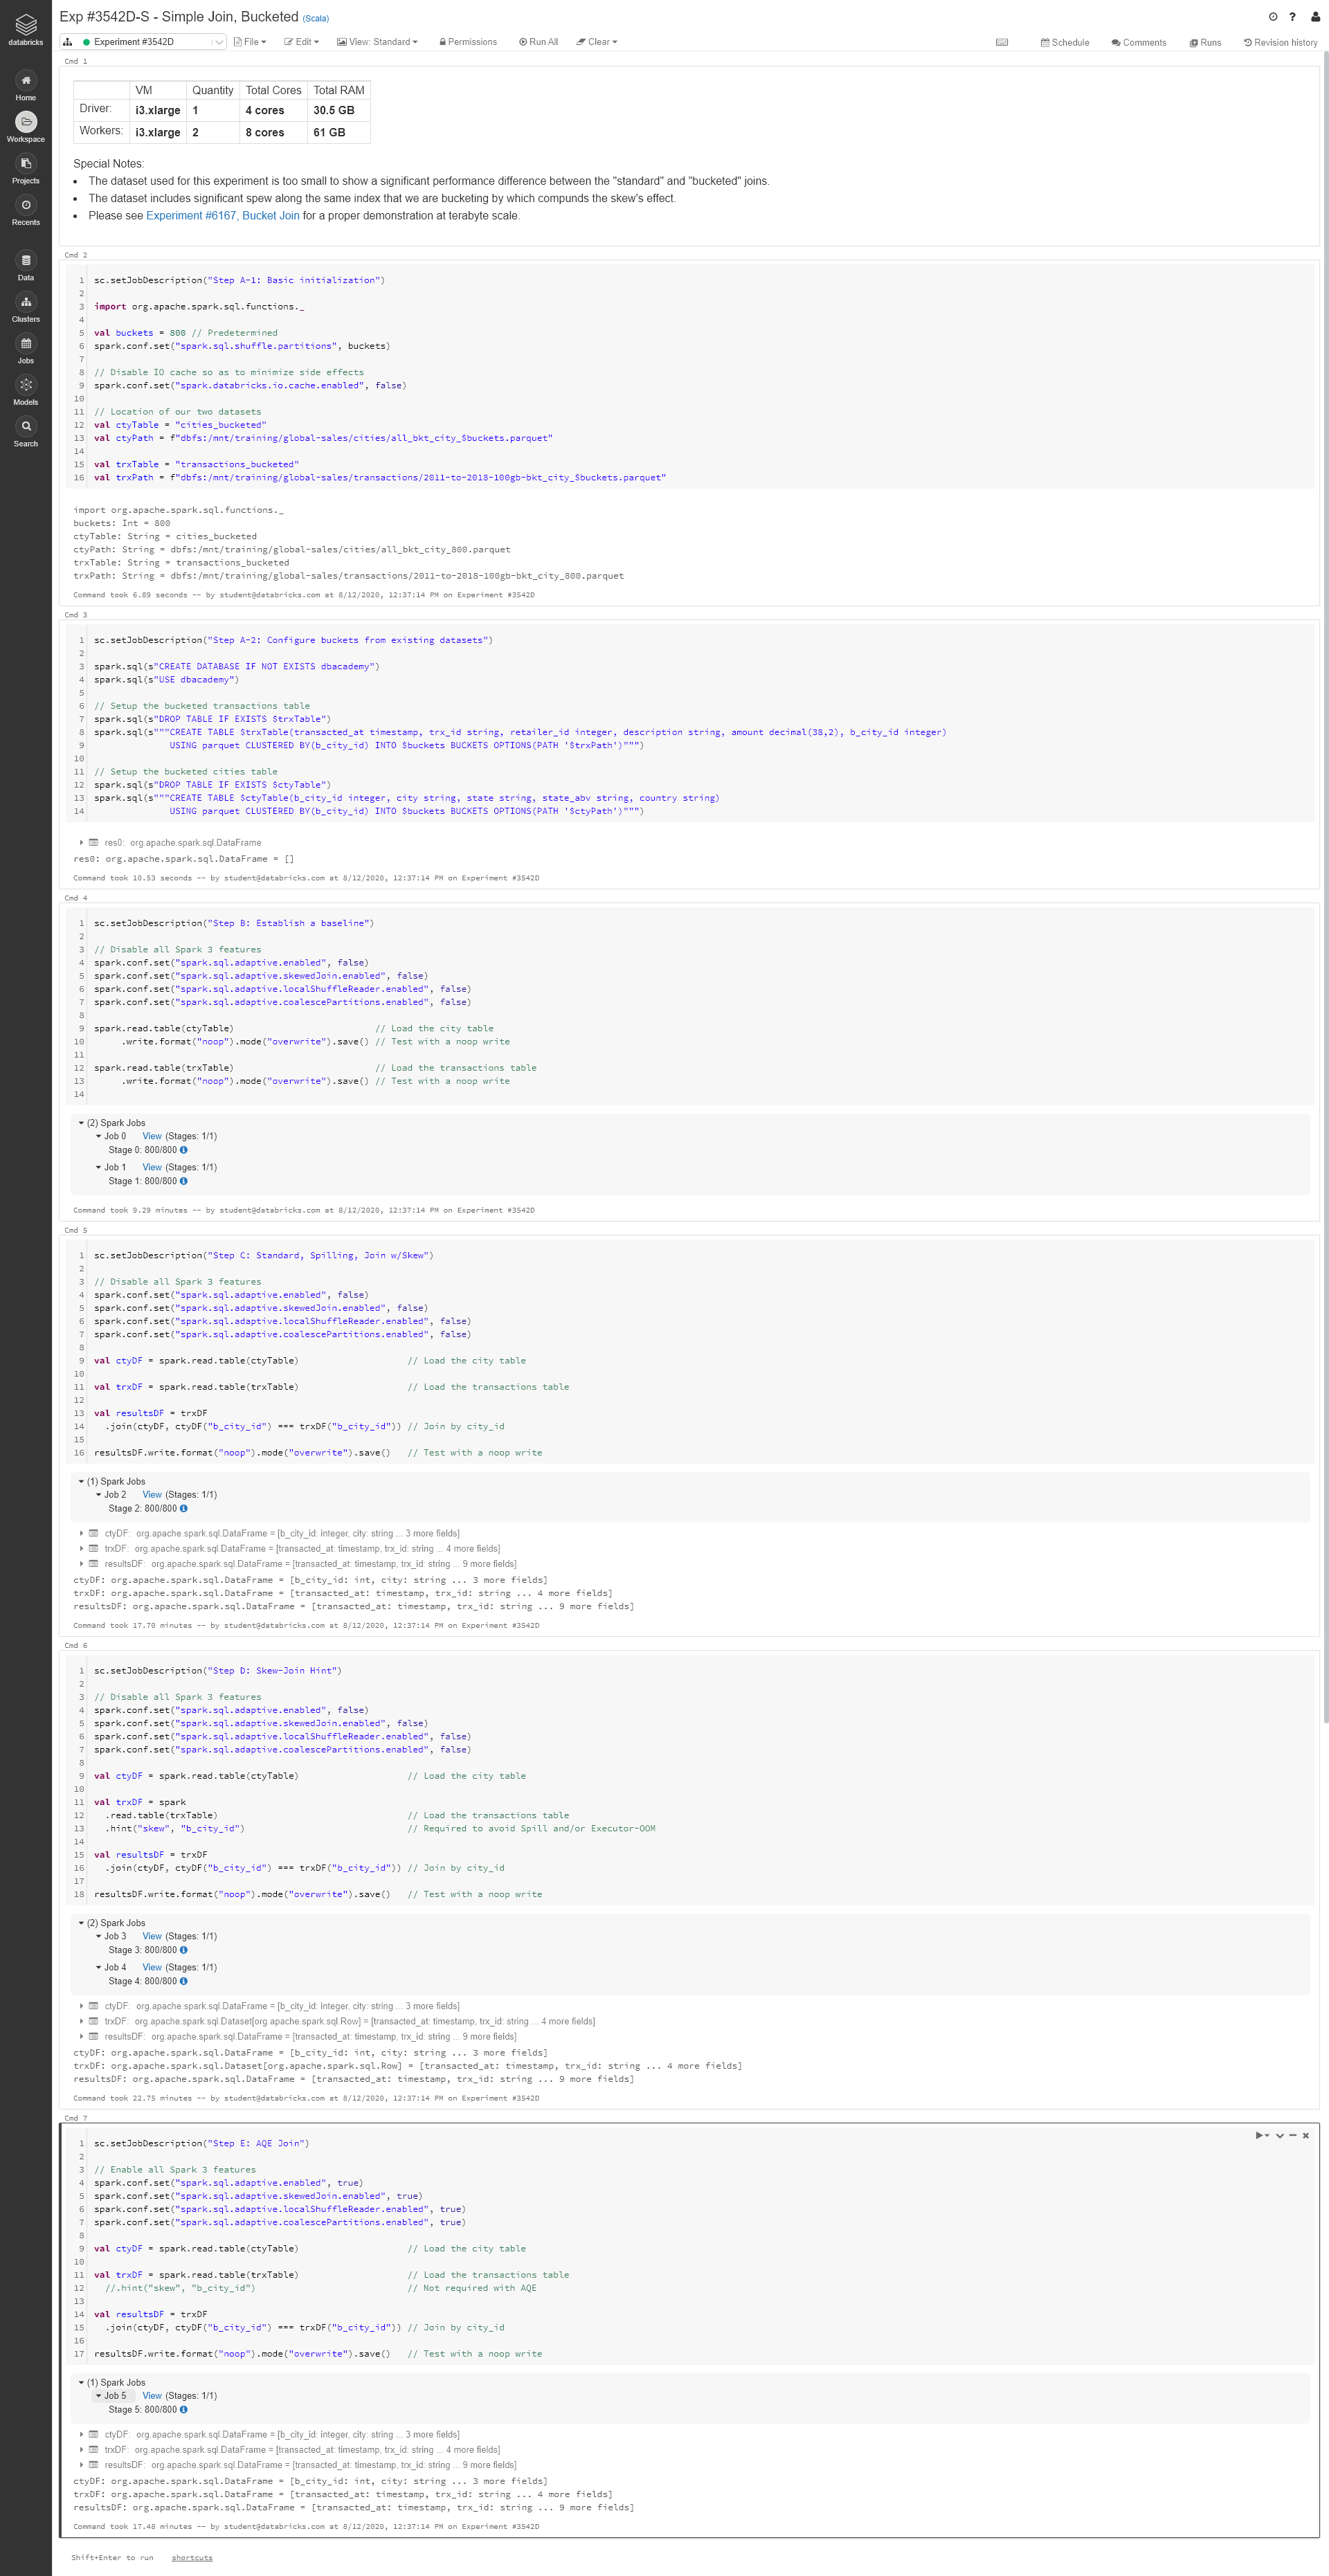 databricks
Home
Workspace
Projects
Recents
Data
Clusters
Jobs
Models
Search
Exp #3542D-S - Simple Join, Bucketed (Scala)
Experiment #3542D File Edit View: Standard Permissions Run All Clear Schedule Comments Runs Revision history
Cmd 1
VM Quantity Total Cores Total RAM
Driver: i3.xlarge 1 4 cores 30.5 GB
Workers: i3.xlarge 2 8 cores 61 GB
Special Notes:
• The dataset used for this experiment is too small to show a significant performance difference between the "standard" and "bucketed" joins.
• The dataset includes significant spew along the same index that we are bucketing by which compunds the skew's effect.
• Please see Experiment #6167, Bucket Join for a proper demonstration at terabyte scale.
Cmd 2
1 sc.setJobDescription("Step A-1: Basic initialization")
2
3 import org.apache.spark.sql.functions._
4
5 val buckets = 800 // Predetermined
6 spark.conf.set("spark.sql.shuffle.partitions", buckets)
7
8 // Disable IO cache so as to minimize side effects
9 spark.conf.set("spark.databricks.io.cache.enabled", false)
10
11 // Location of our two datasets
12 val ctyTable = "cities_bucketed"
13 val ctyPath = f"dbfs:/mnt/training/global-sales/cities/all_bkt_city_$buckets.parquet"
14
15 val trxTable = "transactions_bucketed"
16 val trxPath = f"dbfs:/mnt/training/global-sales/transactions/2011-to-2018-100gb-bkt_city_$buckets.parquet"
import org.apache.spark.sql.functions._
buckets: Int = 800
ctyTable: String = cities_bucketed
ctyPath: String = dbfs:/mnt/training/global-sales/cities/all_bkt_city_800.parquet
trxTable: String = transactions_bucketed
trxPath: String = dbfs:/mnt/training/global-sales/transactions/2011-to-2018-100gb-bkt_city_800.parquet
Command took 6.89 seconds -- by student@databricks.com at 8/12/2020, 12:37:14 PM on Experiment #3542D
Cmd 3
1 sc.setJobDescription("Step A-2: Configure buckets from existing datasets")
2
3 spark.sql(s"CREATE DATABASE IF NOT EXISTS dbacademy")
4 spark.sql(s"USE dbacademy")
5
6 // Setup the bucketed transactions table
7 spark.sql(s"DROP TABLE IF EXISTS $trxTable")
8 spark.sql(s"""CREATE TABLE $trxTable(transacted_at timestamp, trx_id string, retailer_id integer, description string, amount decimal(38,2), b_city_id integer)
9 USING parquet CLUSTERED BY(b_city_id) INTO $buckets BUCKETS OPTIONS(PATH '$trxPath')""")
10
11 // Setup the bucketed cities table
12 spark.sql(s"DROP TABLE IF EXISTS $ctyTable")
13 spark.sql(s"""CREATE TABLE $ctyTable(b_city_id integer, city string, state string, state_abv string, country string)
14 USING parquet CLUSTERED BY(b_city_id) INTO $buckets BUCKETS OPTIONS(PATH '$ctyPath')""")
res0: org.apache.spark.sql.DataFrame
res0: org.apache.spark.sql.DataFrame = []
Command took 10.53 seconds -- by student@databricks.com at 8/12/2020, 12:37:14 PM on Experiment #3542D
Cmd 4
1 sc.setJobDescription("Step B: Establish a baseline")
2
3 // Disable all Spark 3 features
4 spark.conf.set("spark.sql.adaptive.enabled", false)
5 spark.conf.set("spark.sql.adaptive.skewedJoin.enabled", false)
6 spark.conf.set("spark.sql.adaptive.localShuffleReader.enabled", false)
7 spark.conf.set("spark.sql.adaptive.coalescePartitions.enabled", false)
8
9 spark.read.table(ctyTable) // Load the city table
10 .write.format("noop").mode("overwrite").save() // Test with a noop write
11
12 spark.read.table(trxTable) // Load the transactions table
13 .write.format("noop").mode("overwrite").save() // Test with a noop write
14
(2) Spark Jobs
Job 0 View (Stages: 1/1)
Stage 0: 800/800
Job 1 View (Stages: 1/1)
Stage 1: 800/800
Command took 9.29 minutes -- by student@databricks.com at 8/12/2020, 12:37:14 PM on Experiment #3542D
Cmd 5
1 sc.setJobDescription("Step C: Standard, Spilling, Join w/Skew")
2
3 // Disable all Spark 3 features
4 spark.conf.set("spark.sql.adaptive.enabled", false)
5 spark.conf.set("spark.sql.adaptive.skewedJoin.enabled", false)
6 spark.conf.set("spark.sql.adaptive.localShuffleReader.enabled", false)
7 spark.conf.set("spark.sql.adaptive.coalescePartitions.enabled", false)
8
9 val ctyDF = spark.read.table(ctyTable) // Load the city table
10
11 val trxDF = spark.read.table(trxTable) // Load the transactions table
12
13 val resultsDF = trxDF
14 .join(ctyDF, ctyDF("b_city_id") === trxDF("b_city_id")) // Join by city_id
15
16 resultsDF.write.format("noop").mode("overwrite").save() // Test with a noop write
(1) Spark Jobs
Job 2 View (Stages: 1/1)
Stage 2: 800/800
ctyDF: org.apache.spark.sql.DataFrame = [b_city_id: integer, city: string ... 3 more fields]
trxDF: org.apache.spark.sql.DataFrame = [transacted_at: timestamp, trx_id: string ... 4 more fields]
resultsDF: org.apache.spark.sql.DataFrame = [transacted_at: timestamp, trx_id: string ... 9 more fields]
ctyDF: org.apache.spark.sql.DataFrame = [b_city_id: int, city: string ... 3 more fields]
trxDF: org.apache.spark.sql.DataFrame = [transacted_at: timestamp, trx_id: string ... 4 more fields]
resultsDF: org.apache.spark.sql.DataFrame = [transacted_at: timestamp, trx_id: string ... 9 more fields]
Command took 17.70 minutes -- by student@databricks.com at 8/12/2020, 12:37:14 PM on Experiment #3542D
Cmd 6
1 sc.setJobDescription("Step D: Skew-Join Hint")
2
3 // Disable all Spark 3 features
4 spark.conf.set("spark.sql.adaptive.enabled", false)
5 spark.conf.set("spark.sql.adaptive.skewedJoin.enabled", false)
6 spark.conf.set("spark.sql.adaptive.localShuffleReader.enabled", false)
7 spark.conf.set("spark.sql.adaptive.coalescePartitions.enabled", false)
8
9 val ctyDF = spark.read.table(ctyTable) // Load the city table
10
11 val trxDF = spark
12 .read.table(trxTable) // Load the transactions table
13 .hint("skew", "b_city_id") // Required to avoid Spill and/or Executor-OOM
14
15 val resultsDF = trxDF
16 .join(ctyDF, ctyDF("b_city_id") === trxDF("b_city_id")) // Join by city_id
17
18 resultsDF.write.format("noop").mode("overwrite").save() // Test with a noop write
(2) Spark Jobs
Job 3 View (Stages: 1/1)
Stage 3: 800/800
Job 4 View (Stages: 1/1)
Stage 4: 800/800
ctyDF: org.apache.spark.sql.DataFrame = [b_city_id: integer, city: string ... 3 more fields]
trxDF: org.apache.spark.sql.Dataset[org.apache.spark.sql.Row] = [transacted_at: timestamp, trx_id: string ... 4 more fields]
resultsDF: org.apache.spark.sql.DataFrame = [transacted_at: timestamp, trx_id: string ... 9 more fields]
ctyDF: org.apache.spark.sql.DataFrame = [b_city_id: int, city: string ... 3 more fields]
trxDF: org.apache.spark.sql.Dataset[org.apache.spark.sql.Row] = [transacted_at: timestamp, trx_id: string ... 4 more fields]
resultsDF: org.apache.spark.sql.DataFrame = [transacted_at: timestamp, trx_id: string ... 9 more fields]
Command took 22.75 minutes -- by student@databricks.com at 8/12/2020, 12:37:14 PM on Experiment #3542D
Cmd 7
1 sc.setJobDescription("Step E: AQE Join")
2
3 // Enable all Spark 3 features
4 spark.conf.set("spark.sql.adaptive.enabled", true)
5 spark.conf.set("spark.sql.adaptive.skewedJoin.enabled", true)
6 spark.conf.set("spark.sql.adaptive.localShuffleReader.enabled", true)
7 spark.conf.set("spark.sql.adaptive.coalescePartitions.enabled", true)
8
9 val ctyDF = spark.read.table(ctyTable) // Load the city table
10
11 val trxDF = spark.read.table(trxTable) // Load the transactions table
12 //.hint("skew", "b_city_id") // Not required with AQE
13
14 val resultsDF = trxDF
15 .join(ctyDF, ctyDF("b_city_id") === trxDF("b_city_id")) // Join by city_id
16
17 resultsDF.write.format("noop").mode("overwrite").save() // Test with a noop write
(1) Spark Jobs
Job 5 View (Stages: 1/1)
Stage 5: 800/800
ctyDF: org.apache.spark.sql.DataFrame = [b_city_id: integer, city: string ... 3 more fields]
trxDF: org.apache.spark.sql.DataFrame = [transacted_at: timestamp, trx_id: string ... 4 more fields]
resultsDF: org.apache.spark.sql.DataFrame = [transacted_at: timestamp, trx_id: string ... 9 more fields]
ctyDF: org.apache.spark.sql.DataFrame = [b_city_id: int, city: string ... 3 more fields]
trxDF: org.apache.spark.sql.DataFrame = [transacted_at: timestamp, trx_id: string ... 4 more fields]
resultsDF: org.apache.spark.sql.DataFrame = [transacted_at: timestamp, trx_id: string ... 9 more fields]
Command took 17.48 minutes -- by student@databricks.com at 8/12/2020, 12:37:14 PM on Experiment #3542D
Shift+Enter to run shortcuts